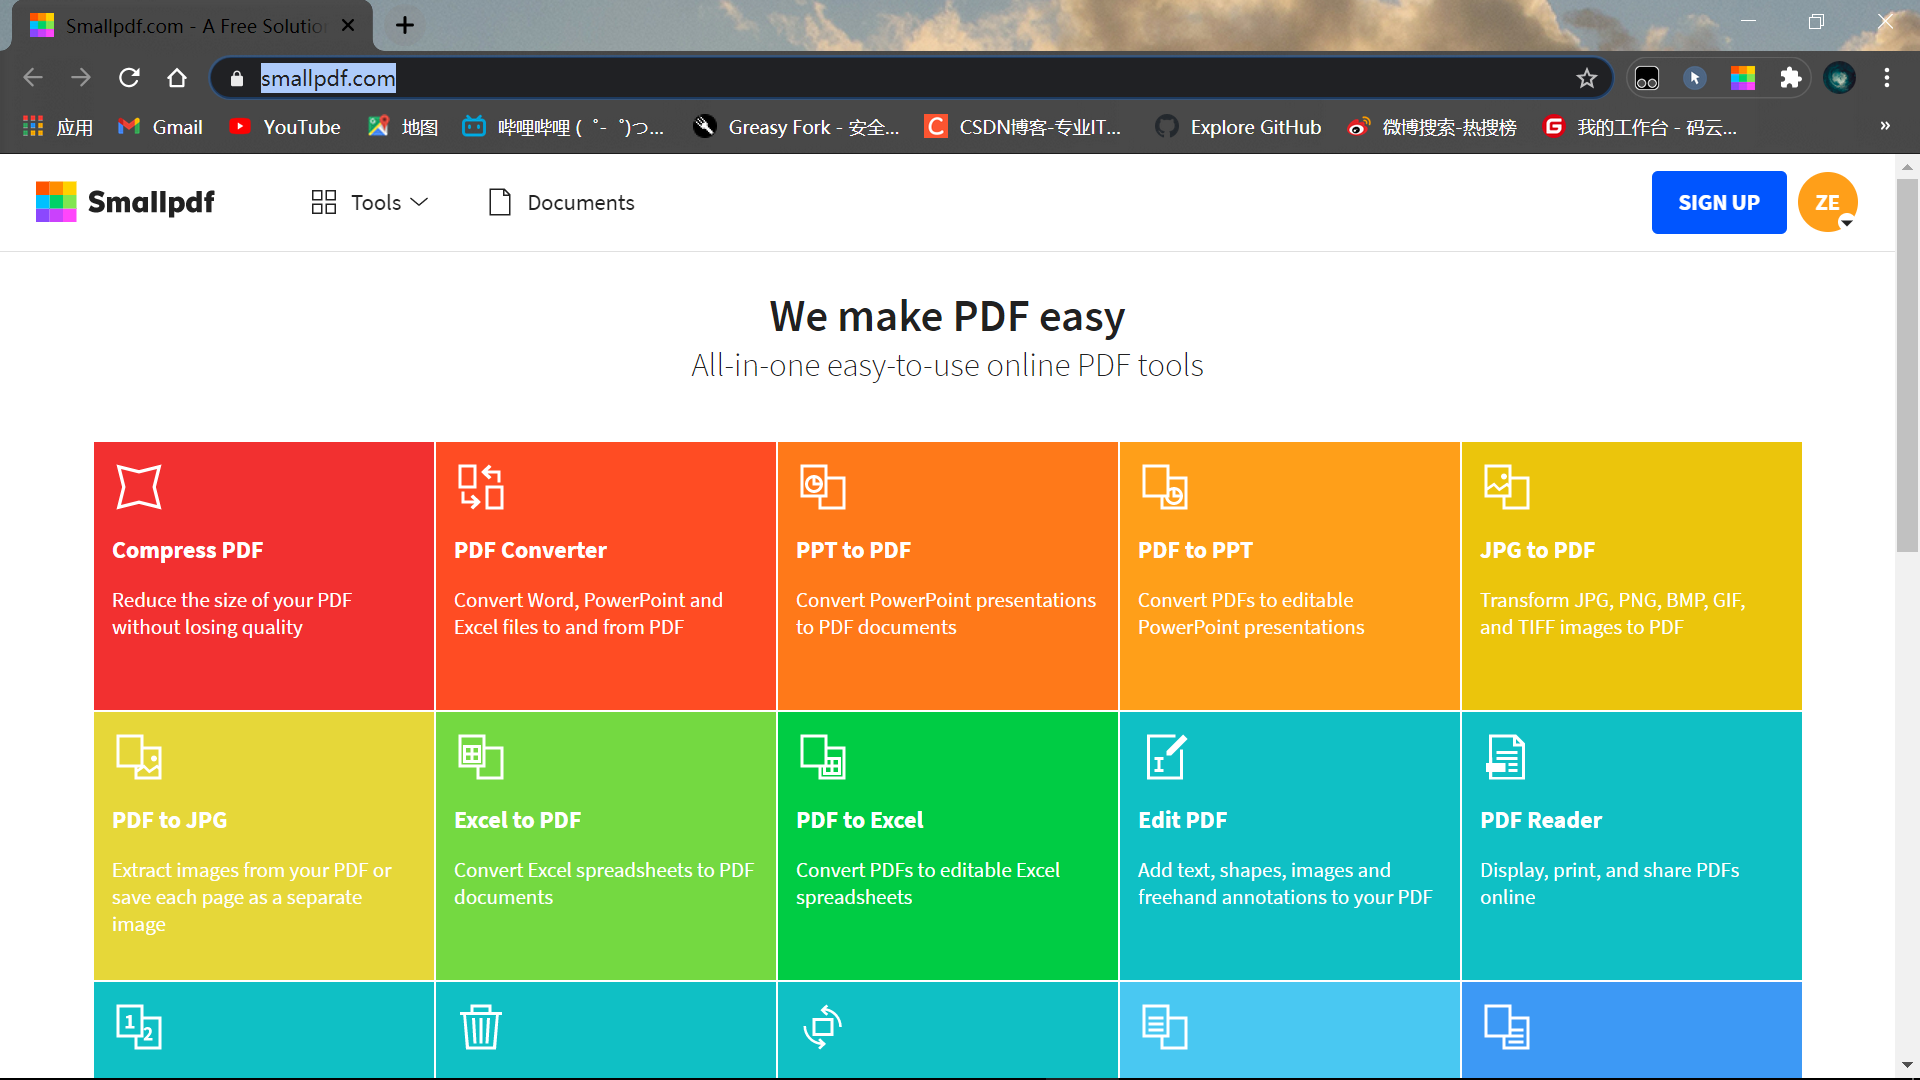 Smallpdf.com - A Free Solution
smallpdf.com
应用
Gmail
YouTube
地图
哔哩哔哩 (゜-゜)つ...
Greasy Fork - 安全...
CSDN博客-专业IT...
Explore GitHub
微博搜索-热搜榜
我的工作台 - 码云...
»
Smallpdf
Tools
Documents
SIGN UP
ZE
We make PDF easy
All-in-one easy-to-use online PDF tools
Compress PDF
Reduce the size of your PDF
without losing quality
PDF Converter
Convert Word, PowerPoint and
Excel files to and from PDF
PPT to PDF
Convert PowerPoint presentations
to PDF documents
PDF to PPT
Convert PDFs to editable
PowerPoint presentations
JPG to PDF
Transform JPG, PNG, BMP, GIF,
and TIFF images to PDF
PDF to JPG
Extract images from your PDF or
save each page as a separate
image
Excel to PDF
Convert Excel spreadsheets to PDF
documents
PDF to Excel
Convert PDFs to editable Excel
spreadsheets
Edit PDF
Add text, shapes, images and
freehand annotations to your PDF
PDF Reader
Display, print, and share PDFs
online
1 2